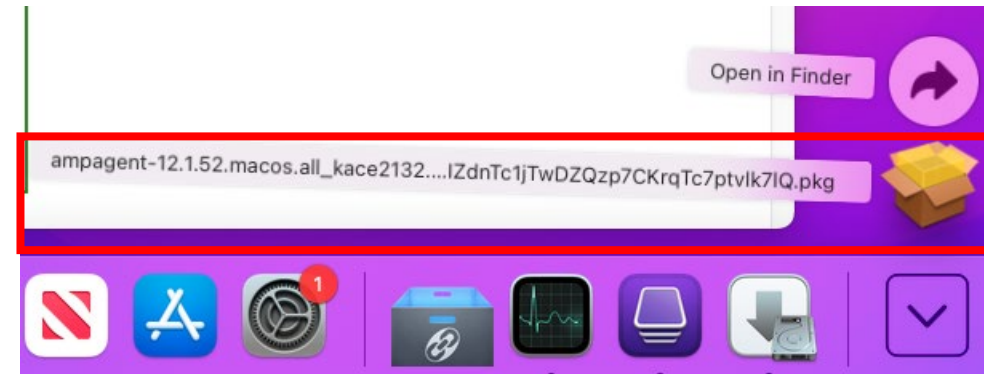 Open in Finder
ampagent-12.1.52.macos.all_kace2132....IZdnTc1jTwDZQzp7CKrqTc7ptvlk7lQ.pkg
1